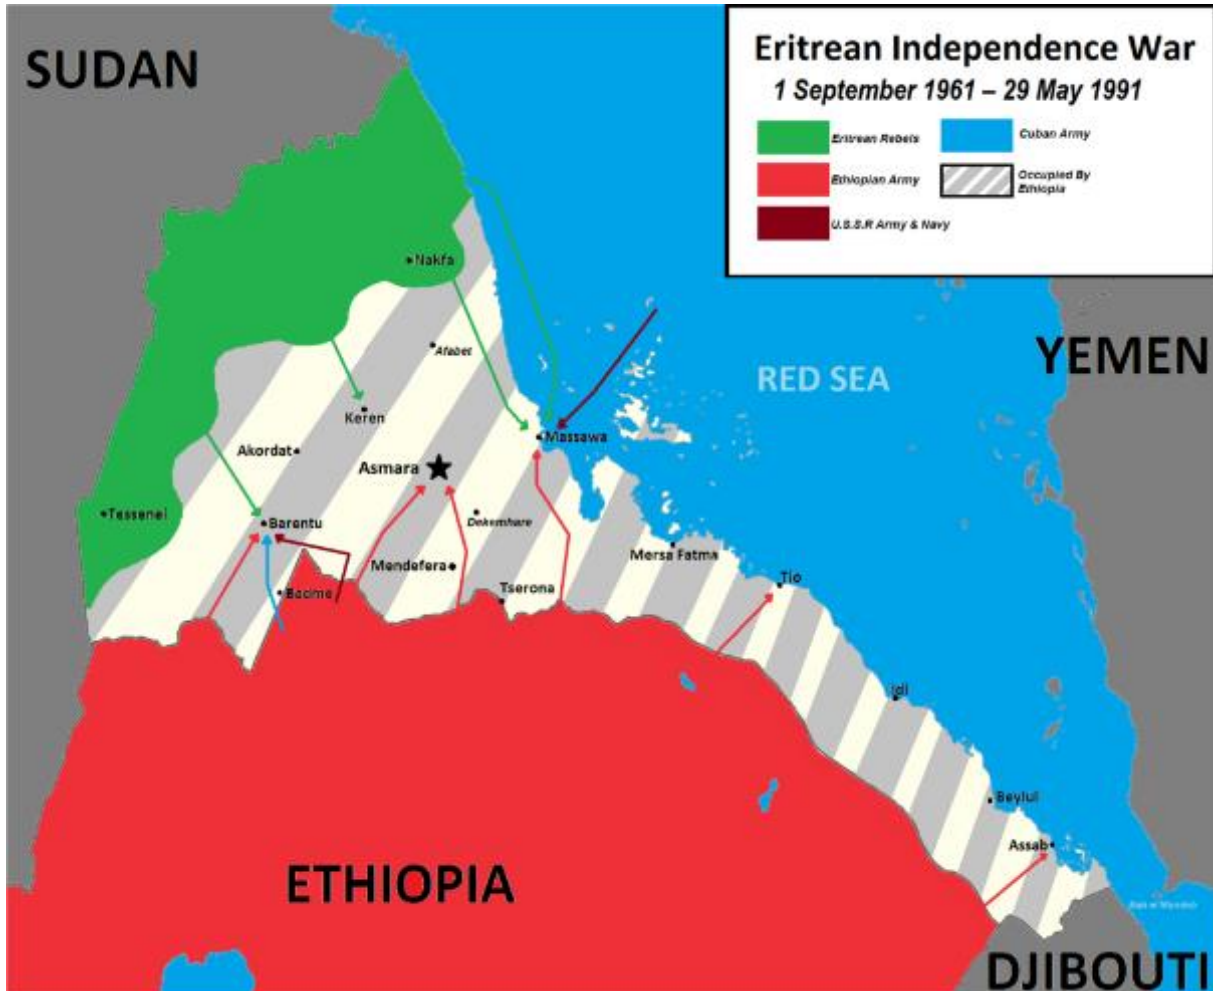 SUDAN
Eritrean Independence War
1 September 1961 – 29 May 1991
Eritrean Rebels
Cuban Army
Ethiopian Army
Occupied By
Ethiopia
U.S.S.R Army & Navy
Nakfa
YEMEN
Afabet
RED SEA
Keren
Massawa
Akordat
Asmara
Tessenei
Dekemhare
Barentu
Mersa Fatma
Mendefera
Tio
Tserona
Badme
Idi
Beylul
Assab
ETHIOPIA
DJIBOUTI